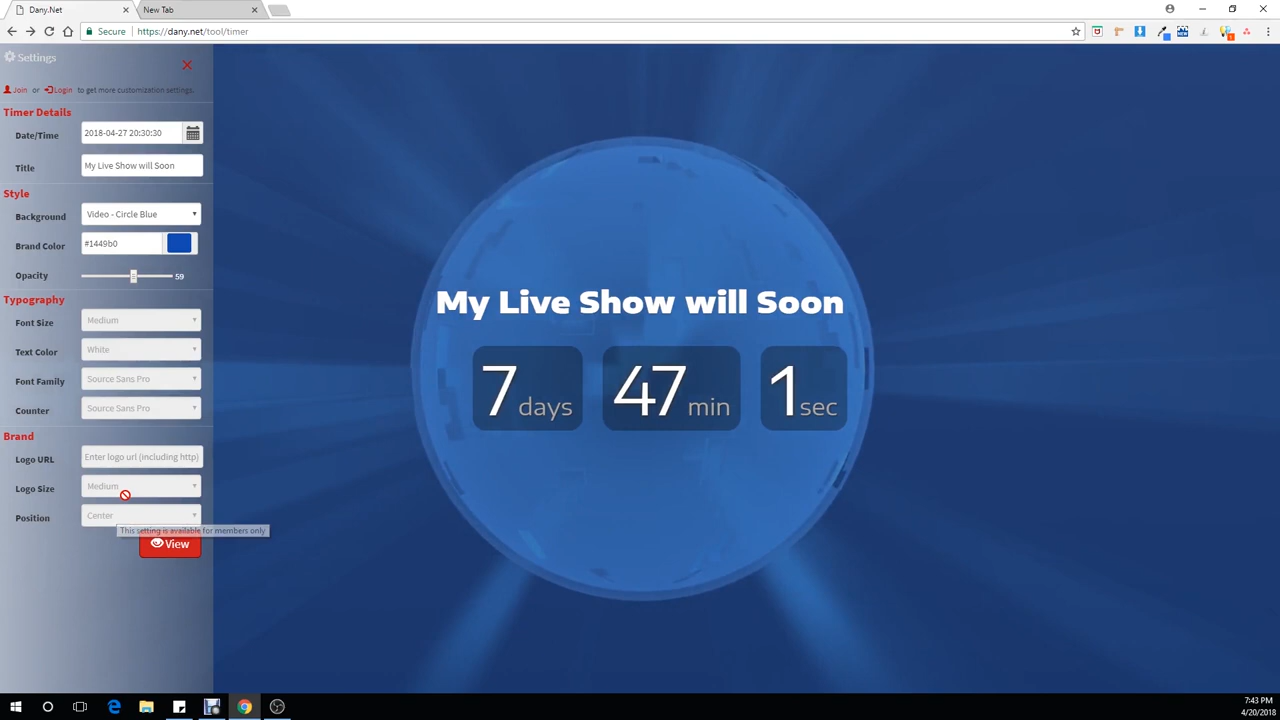 Dany.Net
New Tab
Secure https://dany.net/tool/timer
Settings
Join or Login to get more customization settings.
Timer Details
Date/Time 2018-04-27 20:30:30
Title My Live Show will Soon
Style
Background Video - Circle Blue
Brand Color #1449b0
Opacity 59
Typography
Font Size Medium
Text Color White
Font Family Source Sans Pro
Counter Source Sans Pro
Brand
Logo URL Enter logo url (including http)
Logo Size Medium
Position Center
This setting is available for members only
View
My Live Show will Soon
7 days 47 min 1 sec
7:43 PM
4/20/2018